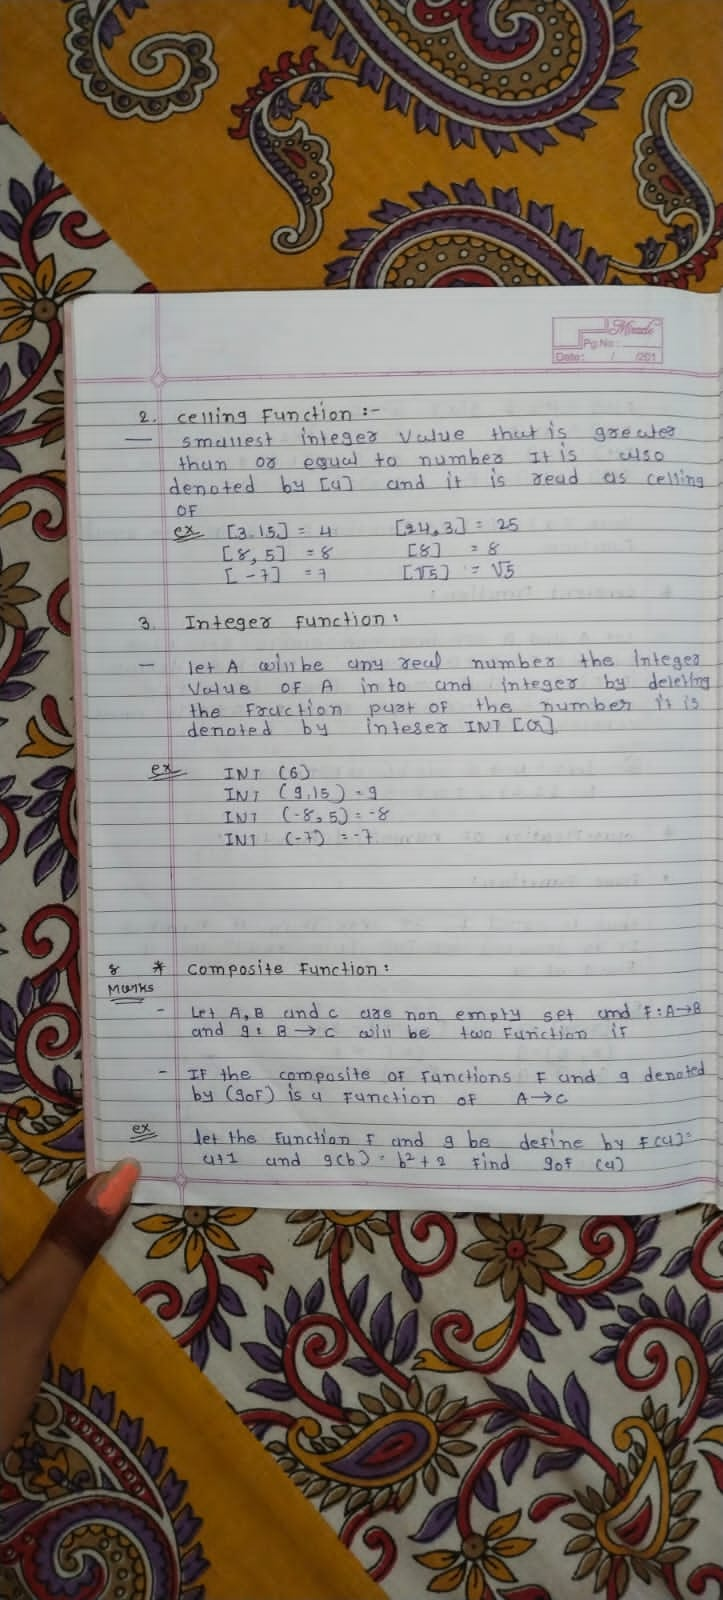 Mirade
Pg.No.:
Date: / /201
2. ceiling Function :-
— smallest integer value that is greater
than or equal to number It is also
denoted by [a] and it is read as ceiling
OF
ex [3.15] = 4 [24,3] = 25
[8,5] = 8 [8] = 8
[-7] = 7 [√5] = √5
3. Integer Function :
— let A will be any real number the Integer
Value OF A in to and integer by deleting
the Fraction part OF the number it is
denoted by integer INT [a]
ex INT (6)
INT (9,15) = 9
INT (-8,5) = -8
INT (-7) = -7
8 * Composite Function :
Marks
- Let A, B and c are non empty set and F: A→B
and g: B → C will be two Function if
- IF the composite of Functions F and g denoted
by (goF) is a Function OF A→C
ex let the Function F and g be define by F(a)=
a+1 and g(b) = b²+2 Find goF (a)